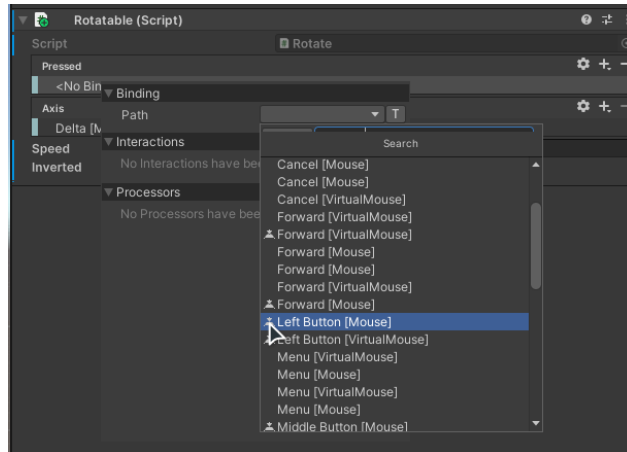 Rotatable (Script)
Script Rotate
Pressed
<No Bin
Binding
Path T
Axis
Delta [M
Search
Interactions
Speed
No Interactions have bee
Inverted
Processors
No Processors have bee
Cancel [Mouse]
Cancel [Mouse]
Cancel [VirtualMouse]
Forward [VirtualMouse]
Forward [VirtualMouse]
Forward [Mouse]
Forward [Mouse]
Forward [VirtualMouse]
Forward [Mouse]
Left Button [Mouse]
Left Button [VirtualMouse]
Menu [VirtualMouse]
Menu [Mouse]
Menu [VirtualMouse]
Menu [Mouse]
Middle Button [Mouse]